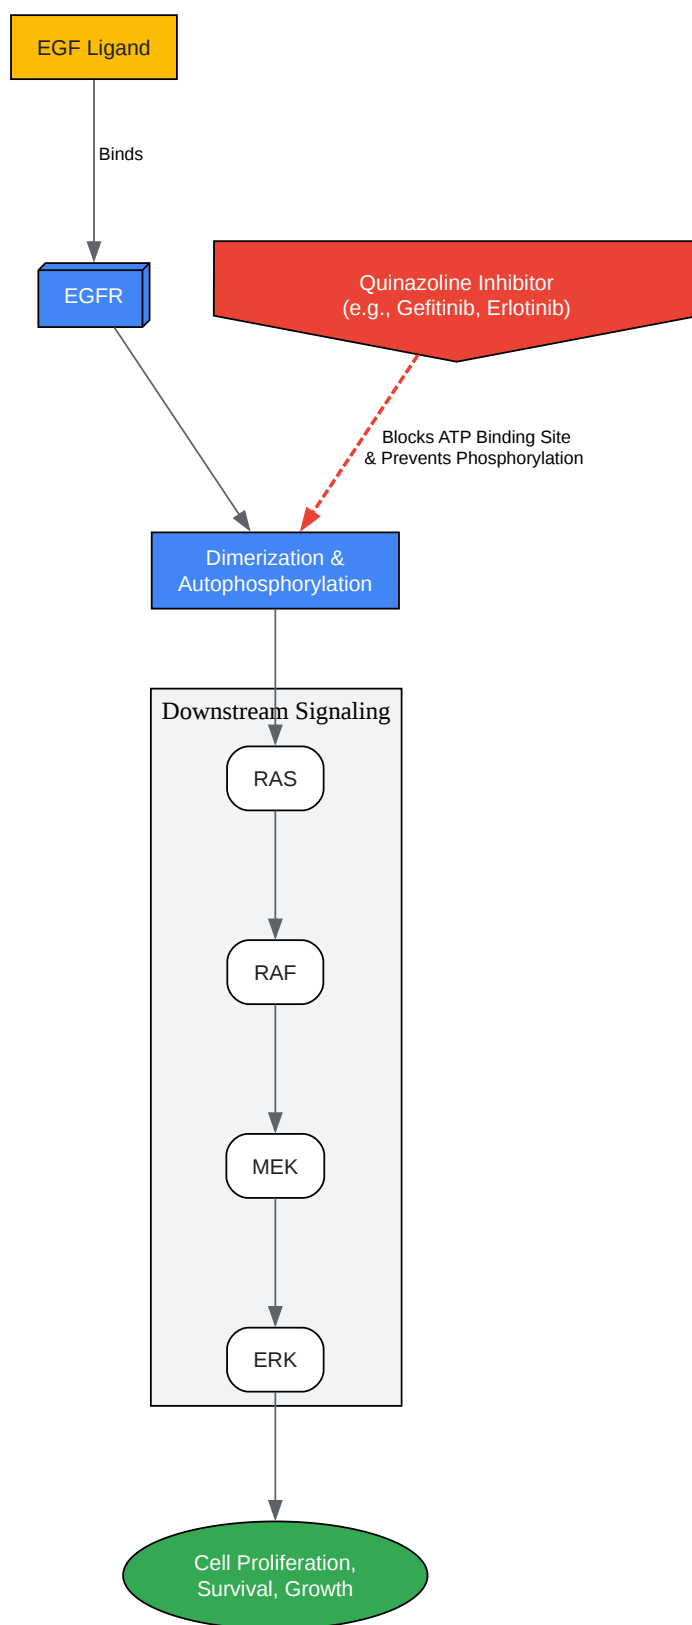 EGF Ligand
Binds
EGFR
Quinazoline Inhibitor
(e.g., Gefitinib, Erlotinib)
Blocks ATP Binding Site
& Prevents Phosphorylation
Dimerization &
Autophosphorylation
Downstream Signaling
RAS
RAF
MEK
ERK
Cell Proliferation,
Survival, Growth